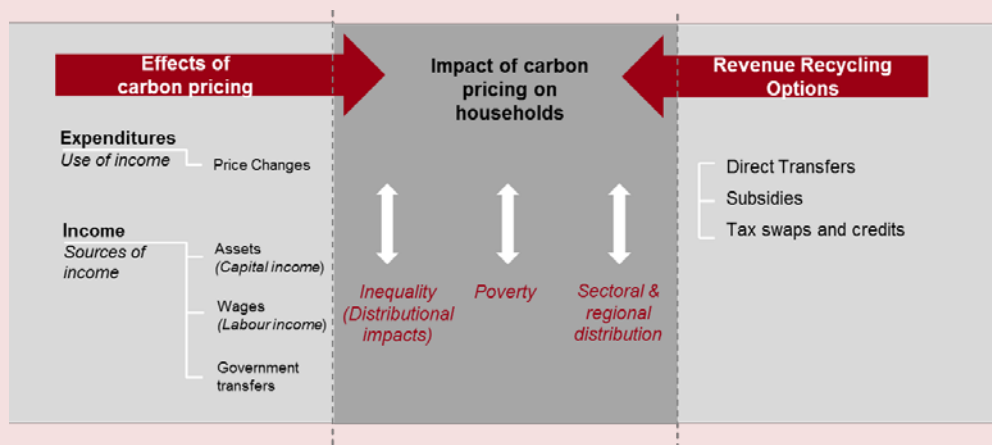 Effects of
carbon pricing
Expenditures
Use of income
Price Changes
Income
Sources of
income
Assets
(Capital income)
Wages
(Labour income)
Government
transfers
Impact of carbon
pricing on
households
Inequality
(Distributional
impacts)
Poverty
Sectoral &
regional
distribution
Revenue Recycling
Options
Direct Transfers
Subsidies
Tax swaps and credits